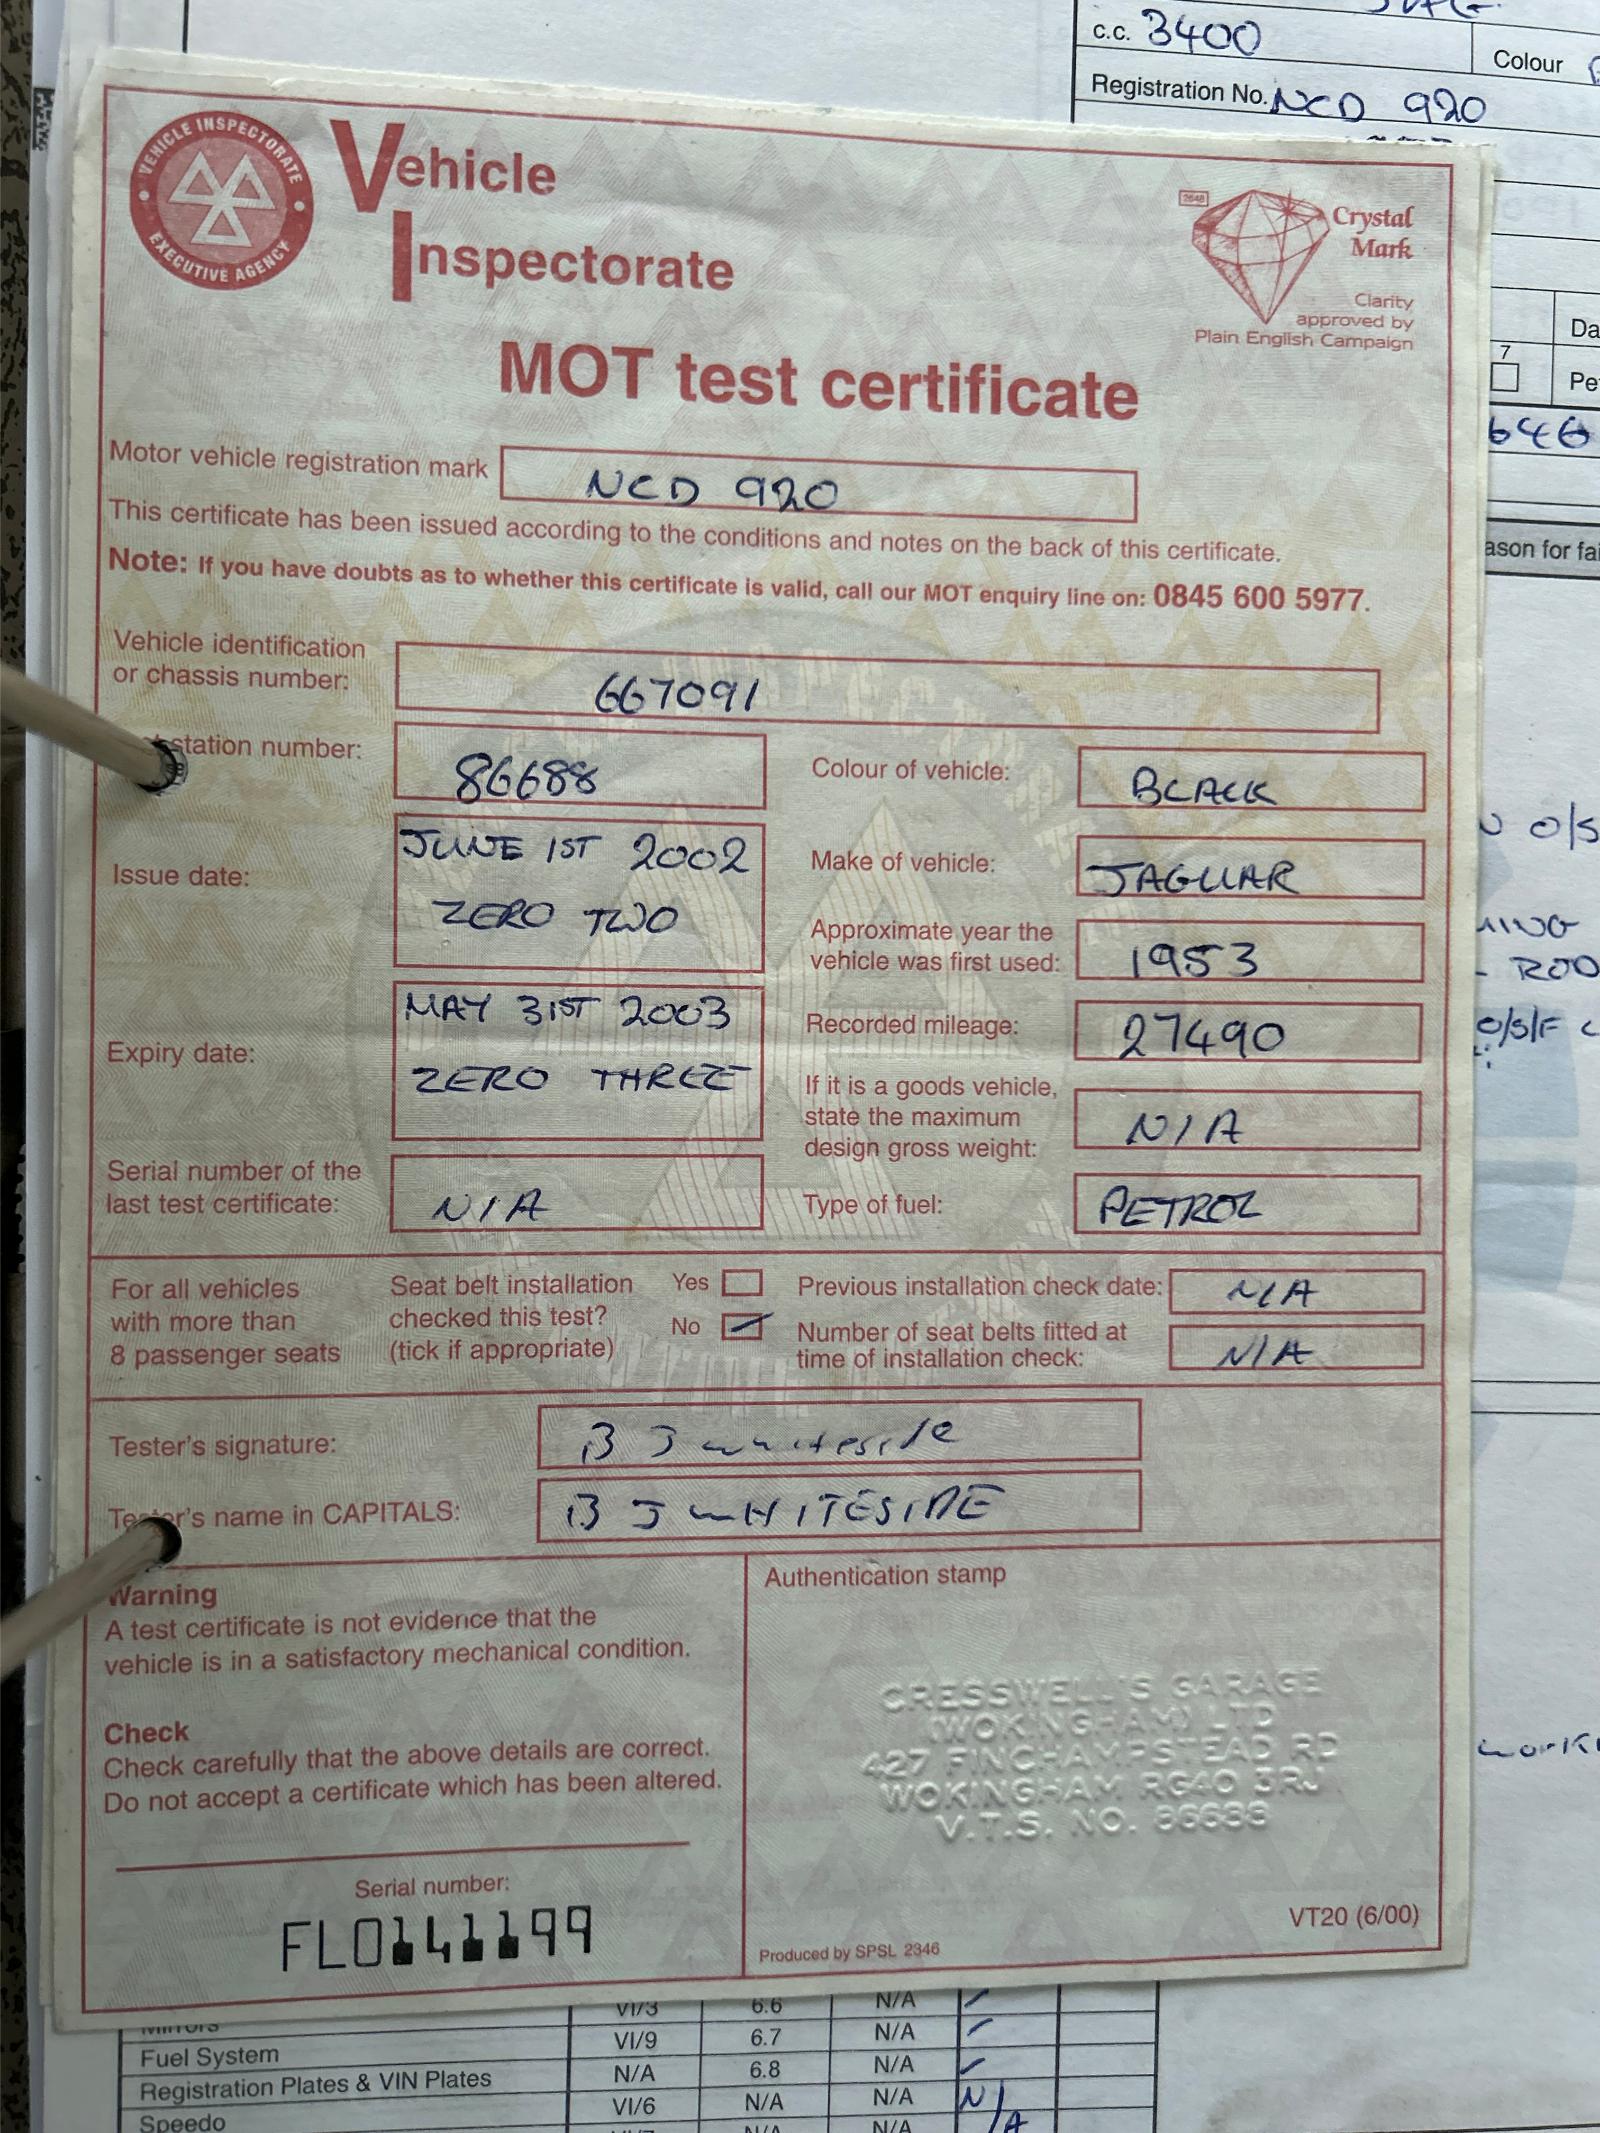 c.c. 3400
Colour
Registration No. NCD 920
VEHICLE INSPECTORATE
EXECUTIVE AGENCY
Vehicle
Inspectorate
2648
Crystal
Mark
Clarity
approved by
Plain English Campaign
MOT test certificate
7
Motor vehicle registration mark NCD 920
This certificate has been issued according to the conditions and notes on the back of this certificate.
Note: If you have doubts as to whether this certificate is valid, call our MOT enquiry line on: 0845 600 5977.
ason for fai
Vehicle identification
or chassis number: 667091
station number: 86688
Colour of vehicle: BLACK
Issue date: JUNE 1ST 2002
ZERO TWO
Make of vehicle: JAGUAR
Approximate year the
vehicle was first used: 1953
Expiry date: MAY 31ST 2003
ZERO THREE
Recorded mileage: 27490
If it is a goods vehicle,
state the maximum
design gross weight: N/A
Serial number of the
last test certificate: N/A
Type of fuel: PETROL
O/S
O/S/F
For all vehicles
with more than
8 passenger seats
Seat belt installation
checked this test?
(tick if appropriate)
Yes
No
Previous installation check date: N/A
Number of seat belts fitted at
time of installation check: N/A
Tester's signature: B J Whiteside
Tester's name in CAPITALS: B J WHITESIDE
Warning
A test certificate is not evidence that the
vehicle is in a satisfactory mechanical condition.
Check
Check carefully that the above details are correct.
Do not accept a certificate which has been altered.
Serial number:
FL0141199
Authentication stamp
CRESSWELL'S GARAGE
(WOKINGHAM) LTD
427 FINCHAMPSTEAD RD
WOKINGHAM RG40 3RJ
V.T.S. NO. 86688
VT20 (6/00)
Produced by SPSL 2346
Mirrors VI/3 6.6 N/A
Fuel System VI/9 6.7 N/A
Registration Plates & VIN Plates N/A 6.8 N/A
Speedo VI/6 N/A N/A N/A